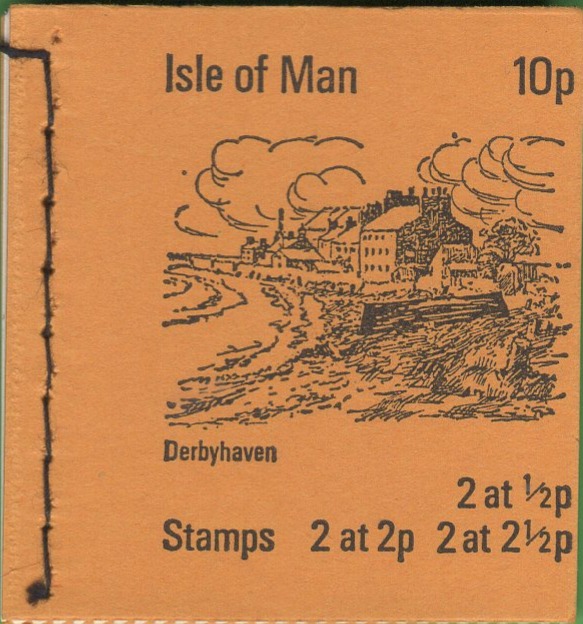 Isle of Man 10p
Derbyhaven
2 at ½p
Stamps 2 at 2p 2 at 2½p